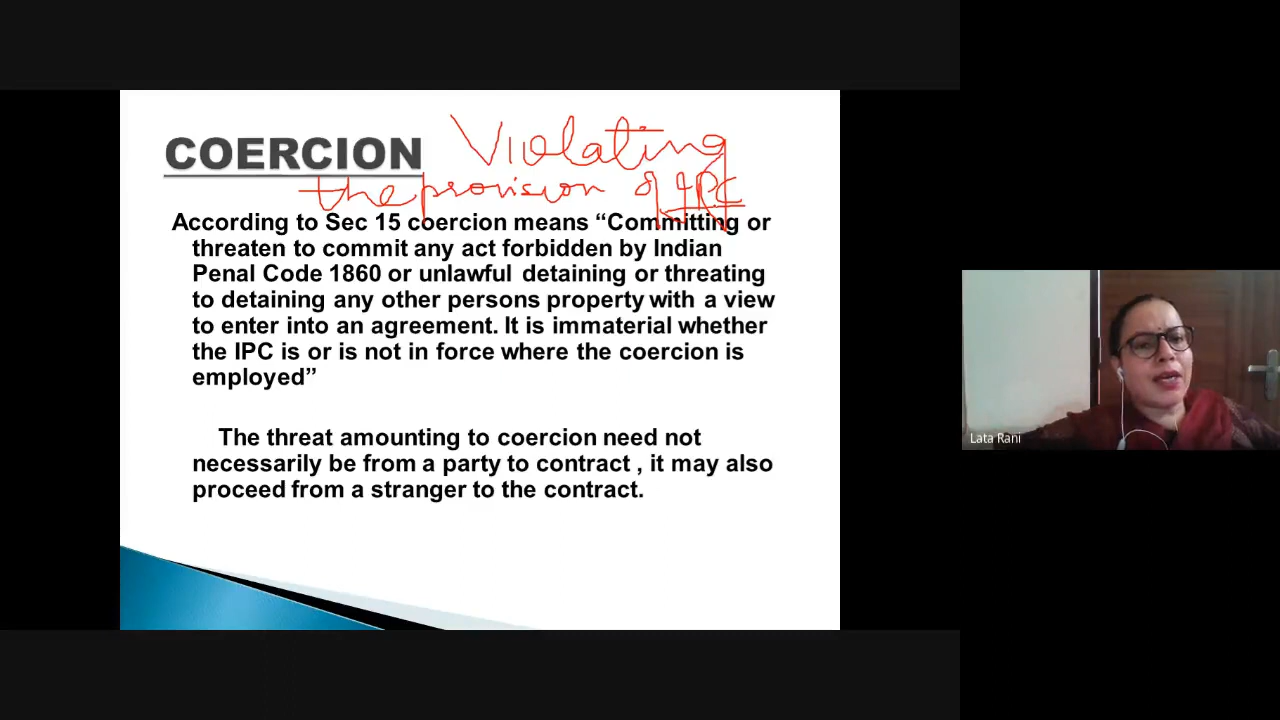 COERCION Violating
the provision of IPC
According to Sec 15 coercion means “Committing or
threaten to commit any act forbidden by Indian
Penal Code 1860 or unlawful detaining or threating
to detaining any other persons property with a view
to enter into an agreement. It is immaterial whether
the IPC is or is not in force where the coercion is
employed”
The threat amounting to coercion need not
necessarily be from a party to contract , it may also
proceed from a stranger to the contract.
Lata Rani